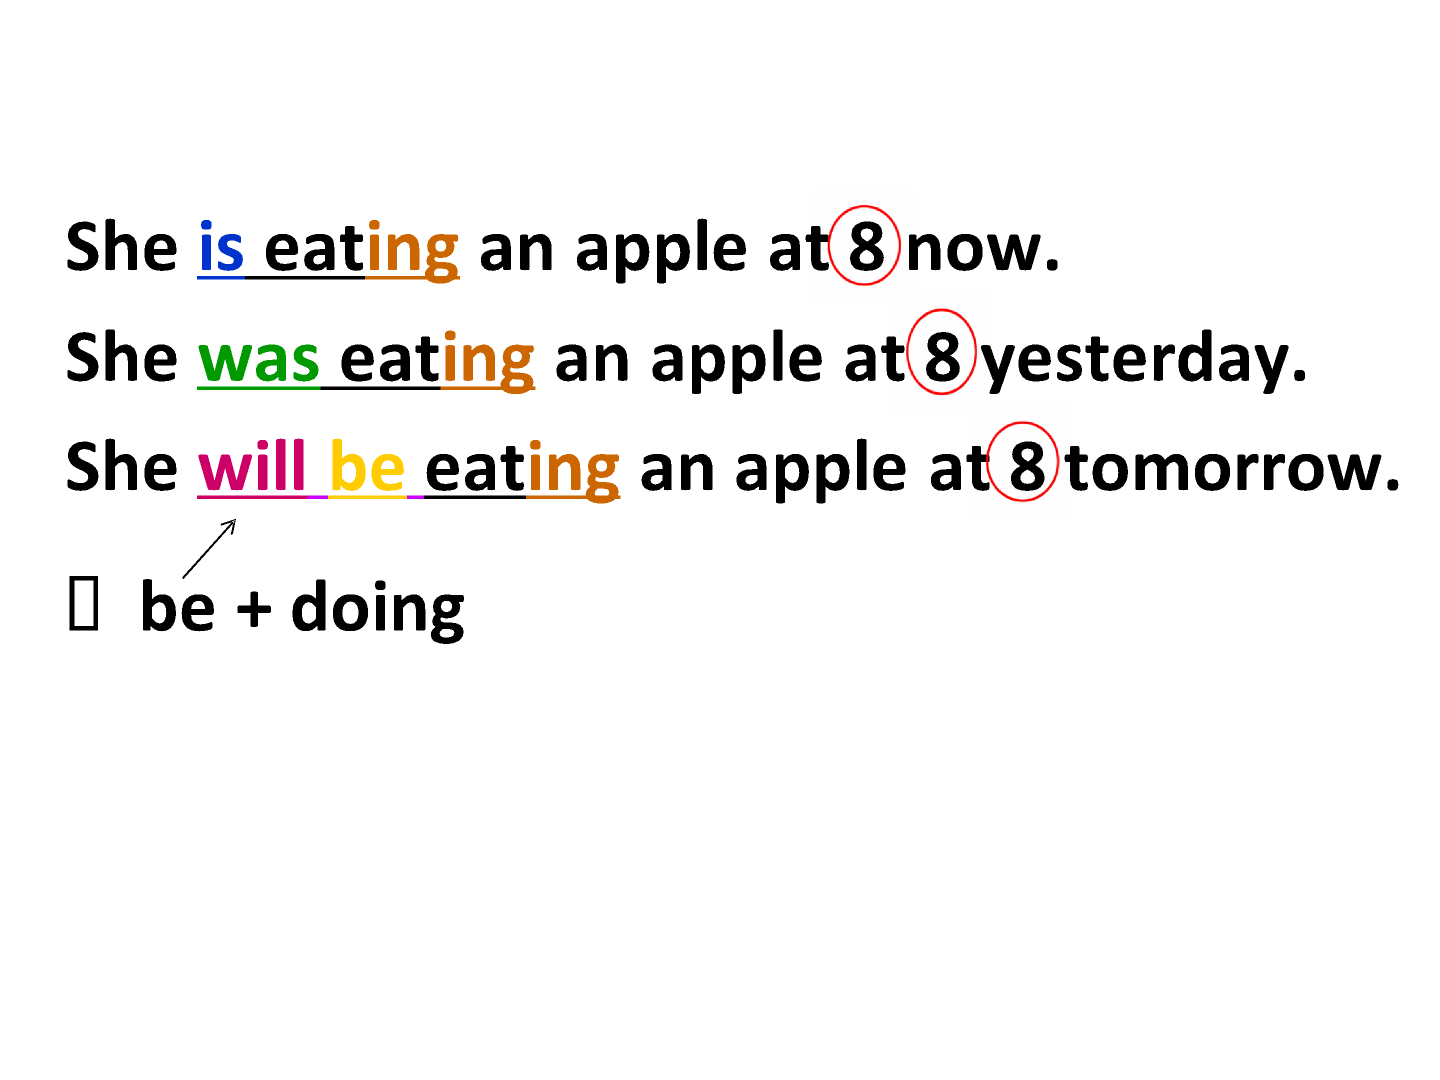 She is eating an apple at 8 now.
She was eating an apple at 8 yesterday.
She will be eating an apple at 8 tomorrow.
be + doing